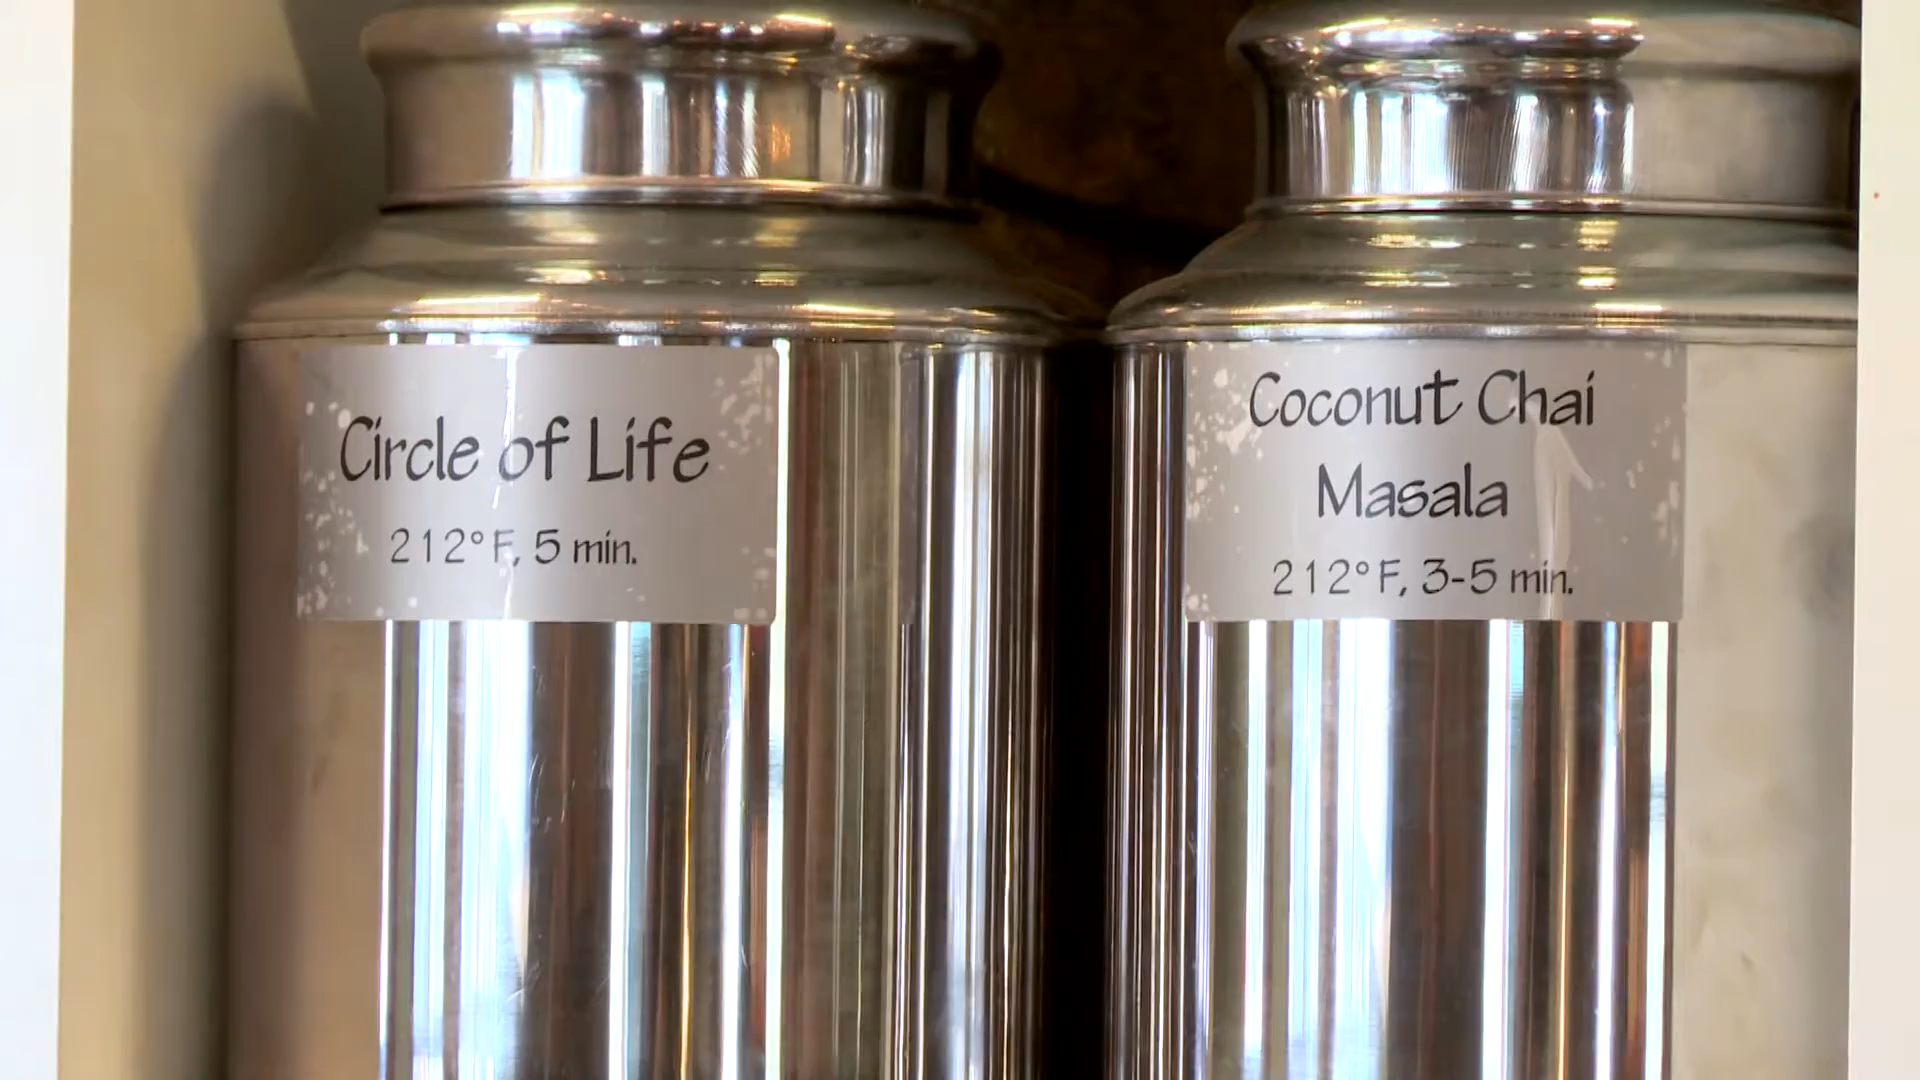 Circle of Life
212° F, 5 min.
Coconut Chai
Masala
212° F, 3-5 min.